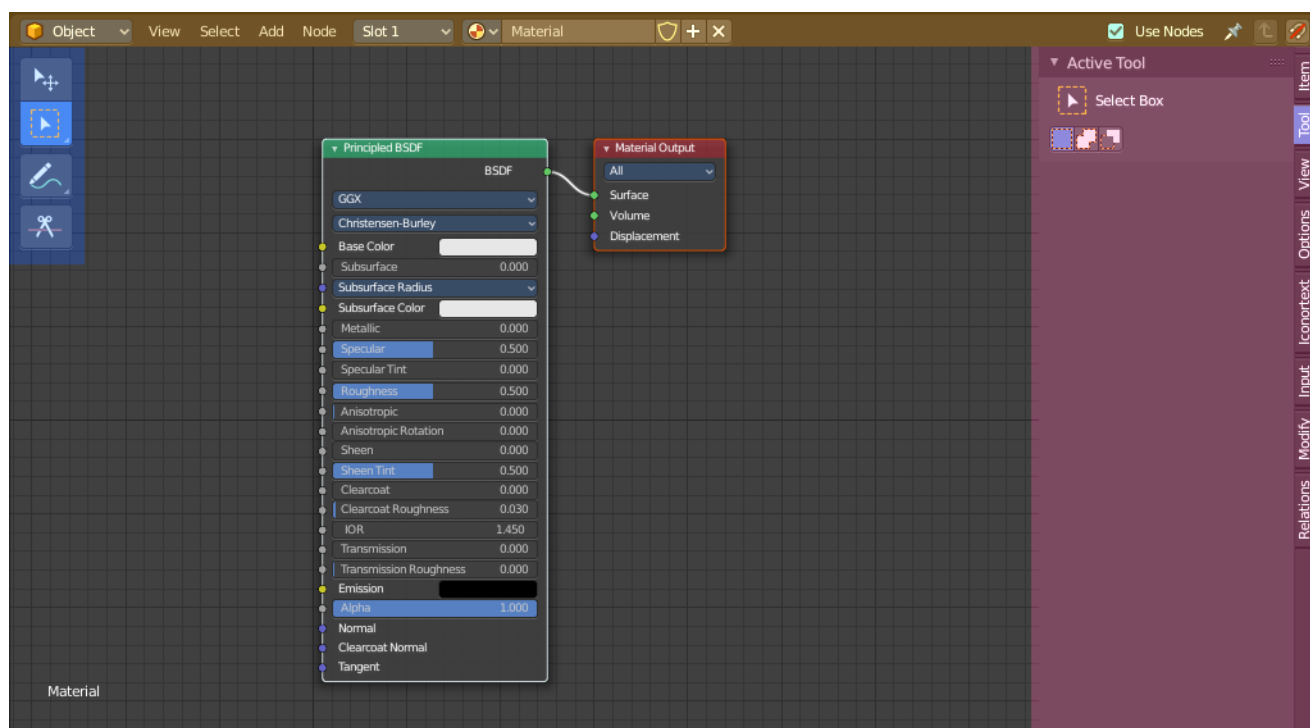 Object View Select Add Node Slot 1 Material Use Nodes
Active Tool
Select Box
Item
Tool
View
Options
Iconortext
Input
Modify
Relations
Principled BSDF
BSDF
GGX
Christensen-Burley
Base Color
Subsurface 0.000
Subsurface Radius
Subsurface Color
Metallic 0.000
Specular 0.500
Specular Tint 0.000
Roughness 0.500
Anisotropic 0.000
Anisotropic Rotation 0.000
Sheen 0.000
Sheen Tint 0.500
Clearcoat 0.000
Clearcoat Roughness 0.030
IOR 1.450
Transmission 0.000
Transmission Roughness 0.000
Emission
Alpha 1.000
Normal
Clearcoat Normal
Tangent
Material Output
All
Surface
Volume
Displacement
Material